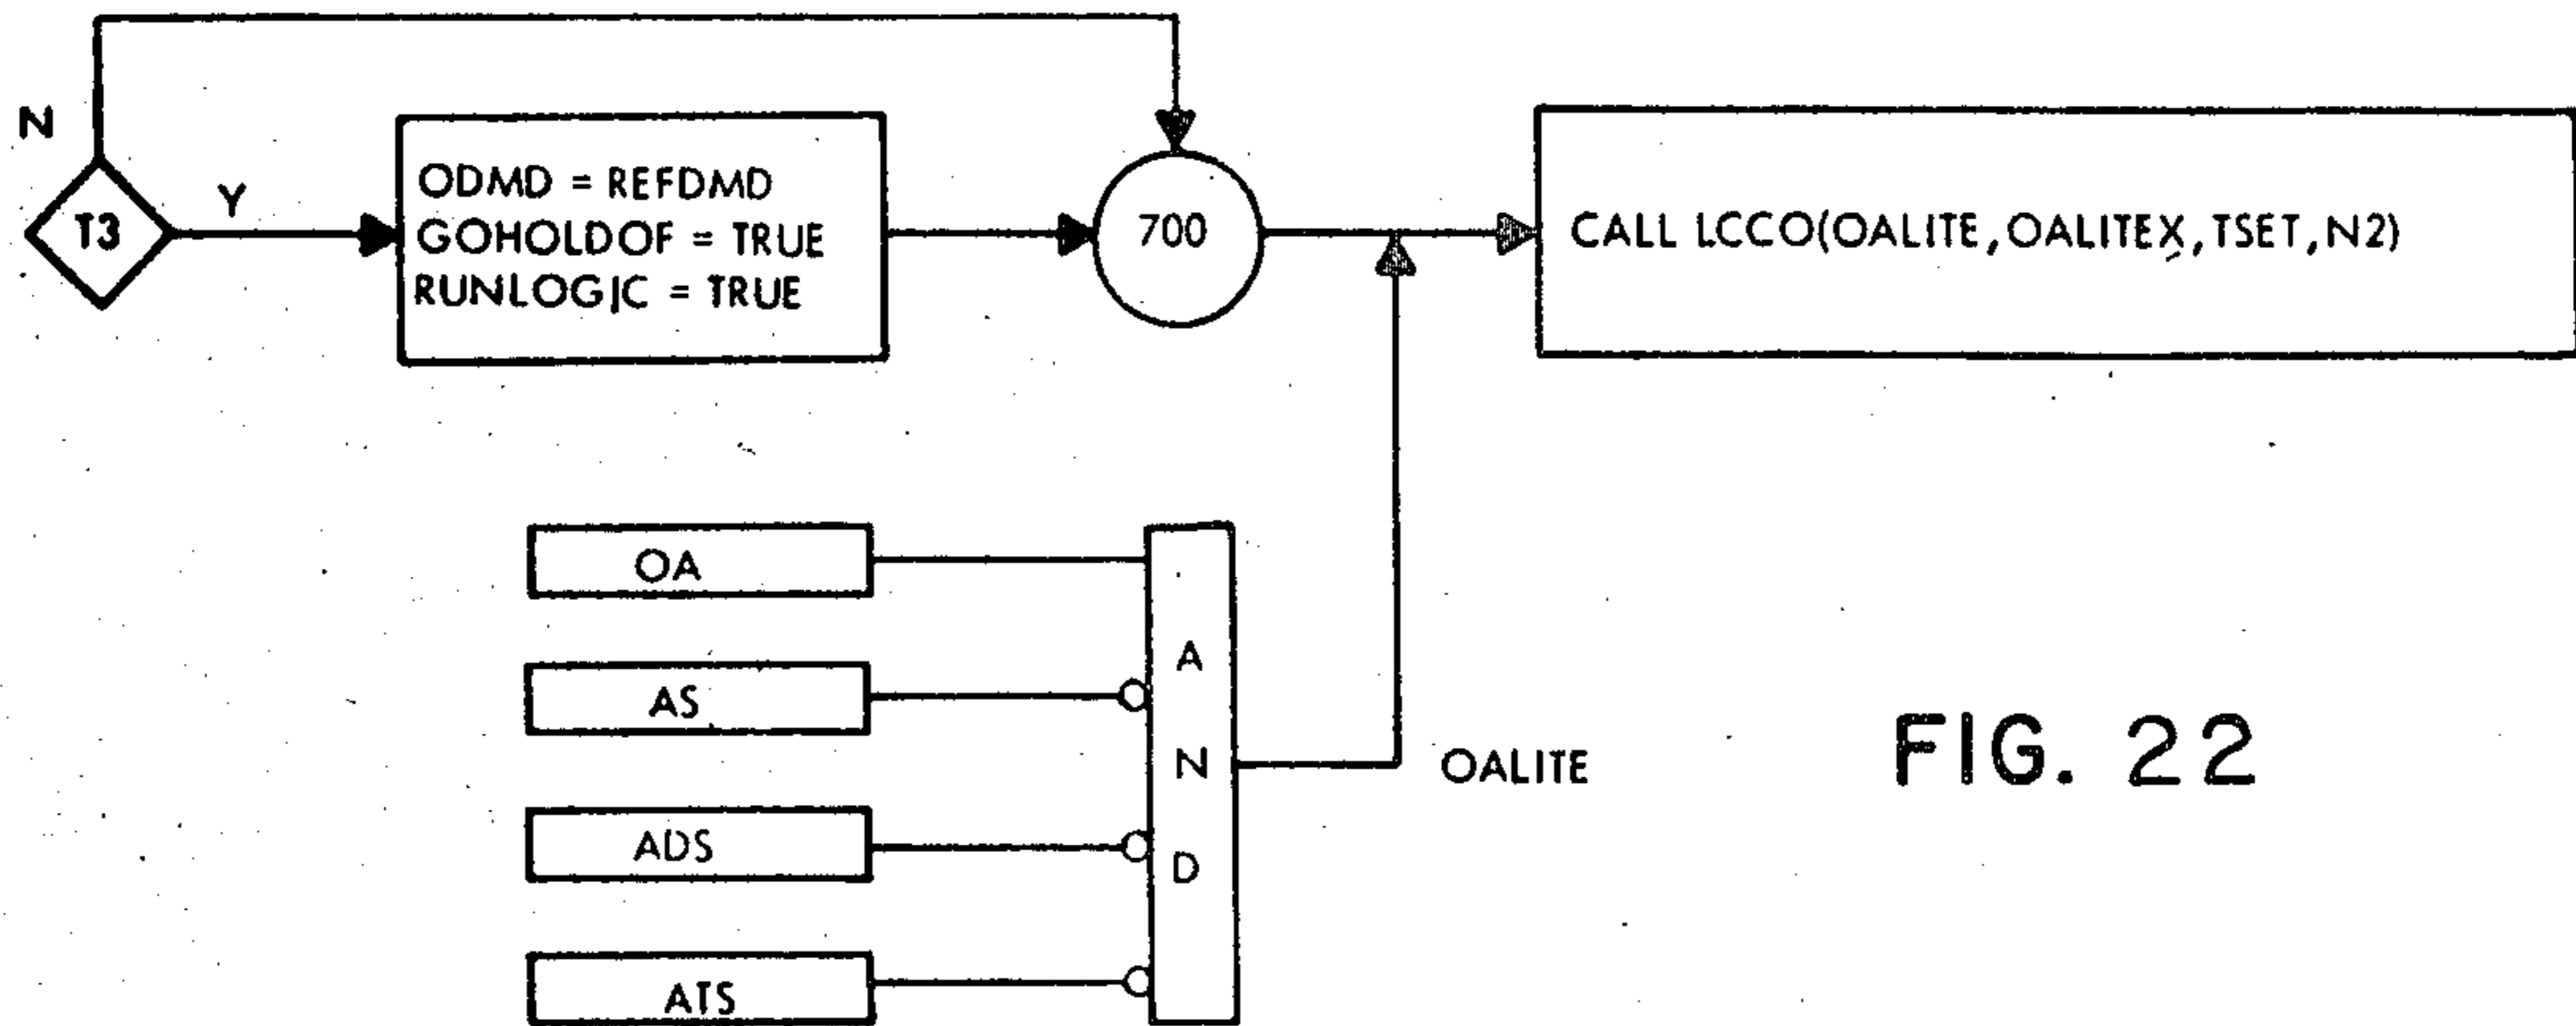 N
T3
Y
ODMD = REFDMD
GOHOLDOF = TRUE
RUNLOGIC = TRUE
700
CALL LCCO(OALITE,OALITEX,TSET,N2)
OA
AS
ADS
ATS
A
N
D
OALITE
FIG. 22